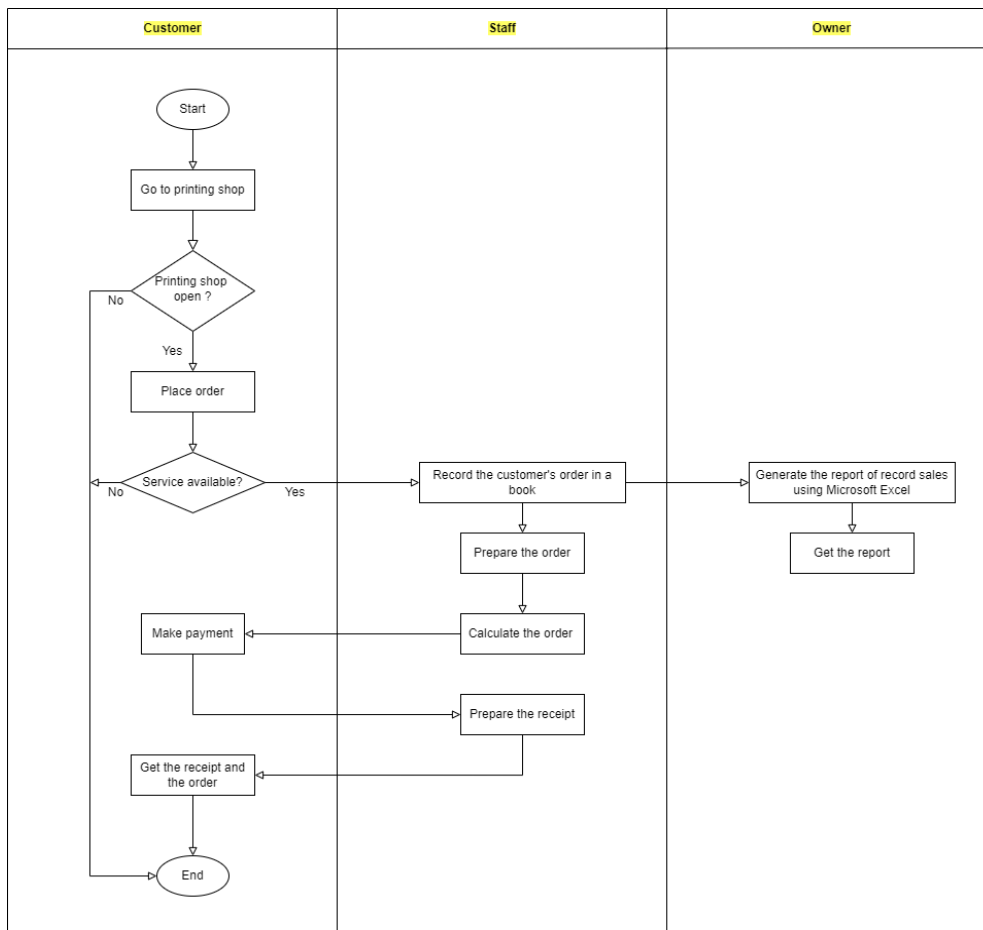 Customer
Staff
Owner
Start
Go to printing shop
Printing shop
open ?
No
Yes
Place order
Service available?
No
Yes
Record the customer's order in a
book
Generate the report of record sales
using Microsoft Excel
Prepare the order
Get the report
Make payment
Calculate the order
Prepare the receipt
Get the receipt and
the order
End